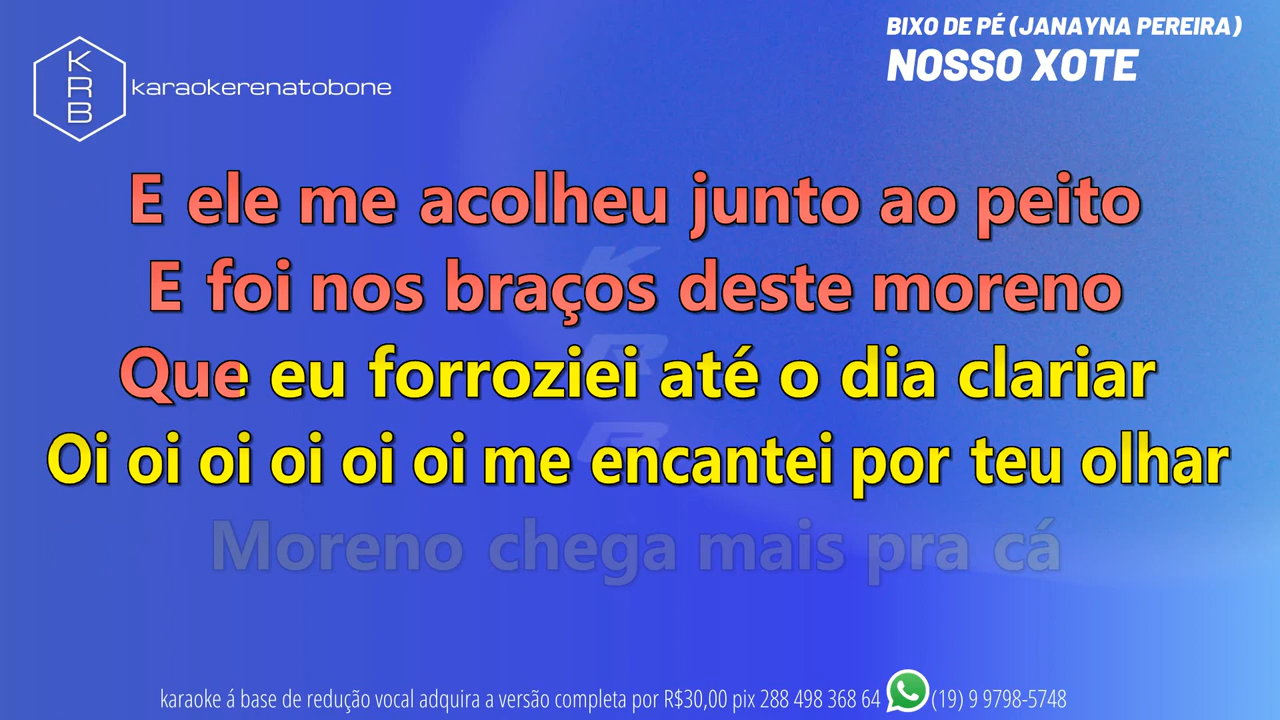 BIXO DE PÉ (JANAYNA PEREIRA)
NOSSO XOTE
K
R
B
karaokerenatobone
E ele me acolheu junto ao peito
E foi nos braços deste moreno
Que eu forroziei até o dia clariar
Oi oi oi oi oi oi me encantei por teu olhar
Moreno chega mais pra cá
K
R
B
karaoke á base de redução vocal adquira a versão completa por R$30,00 pix 288 498 368 64 (19) 9 9798-5748